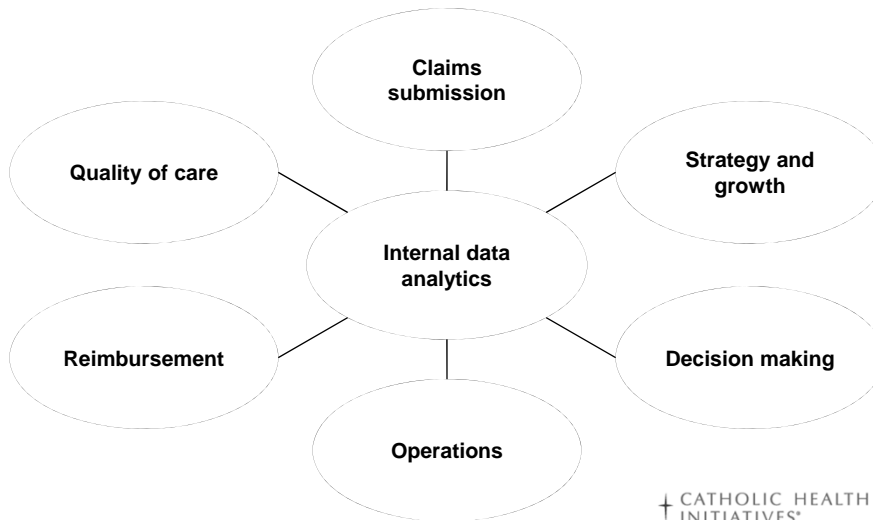 Claims
submission
Quality of care
Strategy and
growth
Internal data
analytics
Reimbursement
Decision making
Operations
CATHOLIC HEALTH
INITIATIVES®